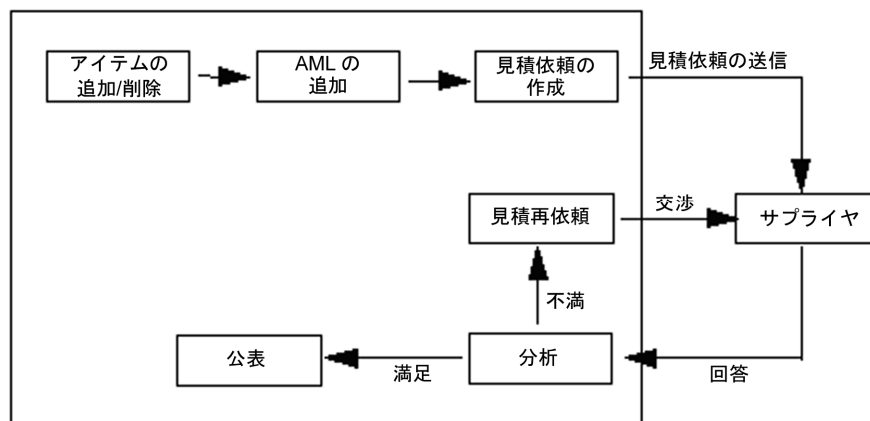 アイテムの
追加/削除
AML の
追加
見積依頼の
作成
見積依頼の送信
見積再依頼
交渉
サプライヤ
不満
公表
満足
分析
回答